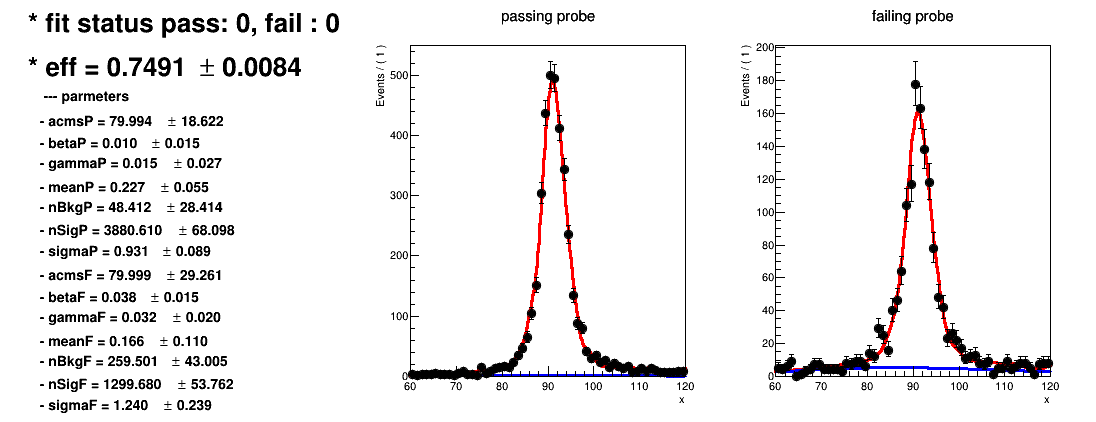 * fit status pass: 0, fail : 0
* eff = 0.7491 ± 0.0084
--- parmeters
- acmsP = 79.994 ± 18.622
- betaP = 0.010 ± 0.015
- gammaP = 0.015 ± 0.027
- meanP = 0.227 ± 0.055
- nBkgP = 48.412 ± 28.414
- nSigP = 3880.610 ± 68.098
- sigmaP = 0.931 ± 0.089
- acmsF = 79.999 ± 29.261
- betaF = 0.038 ± 0.015
- gammaF = 0.032 ± 0.020
- meanF = 0.166 ± 0.110
- nBkgF = 259.501 ± 43.005
- nSigF = 1299.680 ± 53.762
- sigmaF = 1.240 ± 0.239
passing probe
Events / ( 1 )
500
400
300
200
100
0
60 70 80 90 100 110 120
x
failing probe
Events / ( 1 )
200
180
160
140
120
100
80
60
40
20
0
60 70 80 90 100 110 120
x